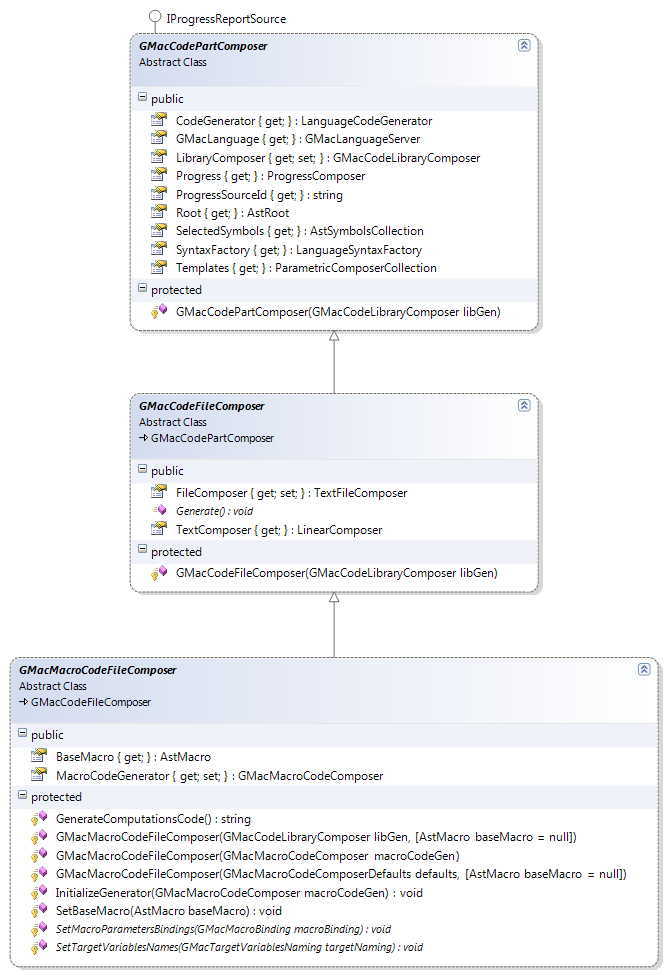 IProgressReportSource
GMacCodePartComposer
Abstract Class
public
CodeGenerator { get; } : LanguageCodeGenerator
GMacLanguage { get; } : GMacLanguageServer
LibraryComposer { get; set; } : GMacCodeLibraryComposer
Progress { get; } : ProgressComposer
ProgressSourceId { get; } : string
Root { get; } : AstRoot
SelectedSymbols { get; } : AstSymbolsCollection
SyntaxFactory { get; } : LanguageSyntaxFactory
Templates { get; } : ParametricComposerCollection
protected
GMacCodePartComposer(GMacCodeLibraryComposer libGen)
GMacCodeFileComposer
Abstract Class
→ GMacCodePartComposer
public
FileComposer { get; set; } : TextFileComposer
Generate() : void
TextComposer { get; } : LinearComposer
protected
GMacCodeFileComposer(GMacCodeLibraryComposer libGen)
GMacMacroCodeFileComposer
Abstract Class
→ GMacCodeFileComposer
public
BaseMacro { get; } : AstMacro
MacroCodeGenerator { get; set; } : GMacMacroCodeComposer
protected
GenerateComputationsCode() : string
GMacMacroCodeFileComposer(GMacCodeLibraryComposer libGen, [AstMacro baseMacro = null])
GMacMacroCodeFileComposer(GMacMacroCodeComposer macroCodeGen)
GMacMacroCodeFileComposer(GMacMacroCodeComposerDefaults defaults, [AstMacro baseMacro = null])
InitializeGenerator(GMacMacroCodeComposer macroCodeGen) : void
SetBaseMacro(AstMacro baseMacro) : void
SetMacroParametersBindings(GMacMacroBinding macroBinding) : void
SetTargetVariablesNames(GMacTargetVariablesNaming targetNaming) : void